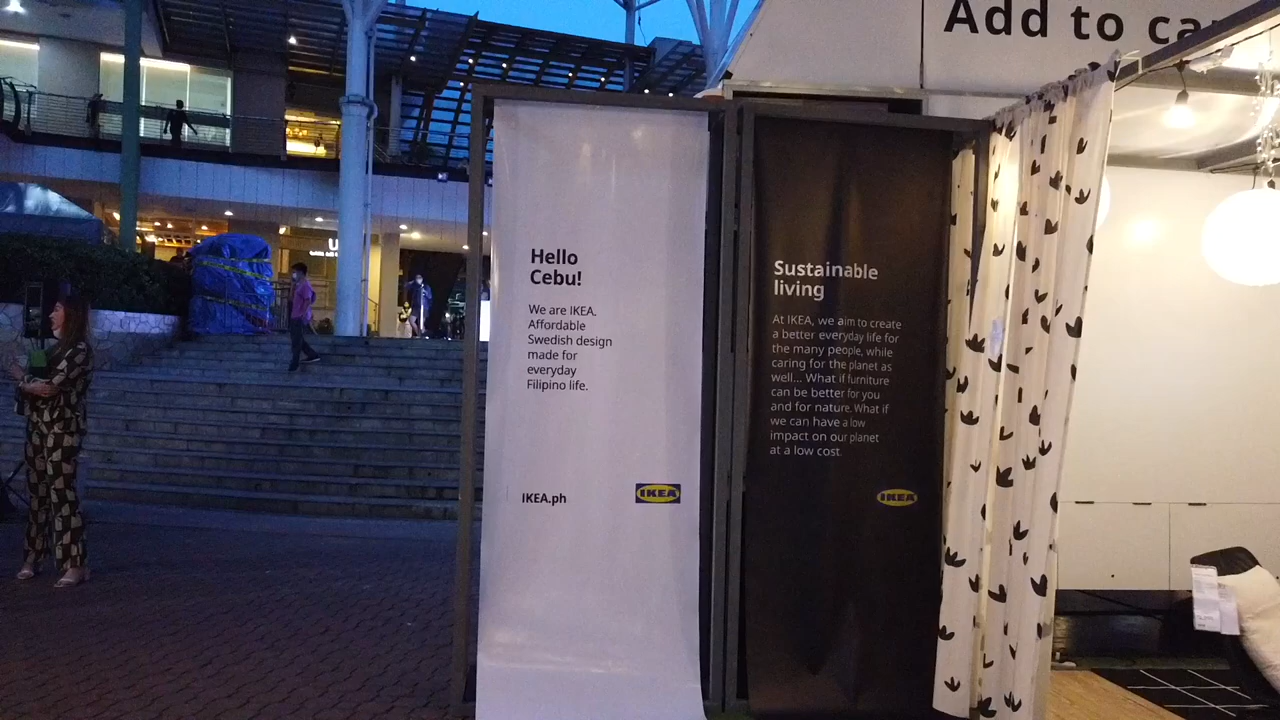 Add to
Hello
Cebu!
We are IKEA.
Affordable
Swedish design
made for
everyday
Filipino life.
IKEA.ph
IKEA
Sustainable
living
At IKEA, we aim to create
a better everyday life for
the many people, while
caring for the planet as
well... What if furniture
can be better for you
and for nature. What if
we can have a low
impact on our planet
at a low cost.
IKEA